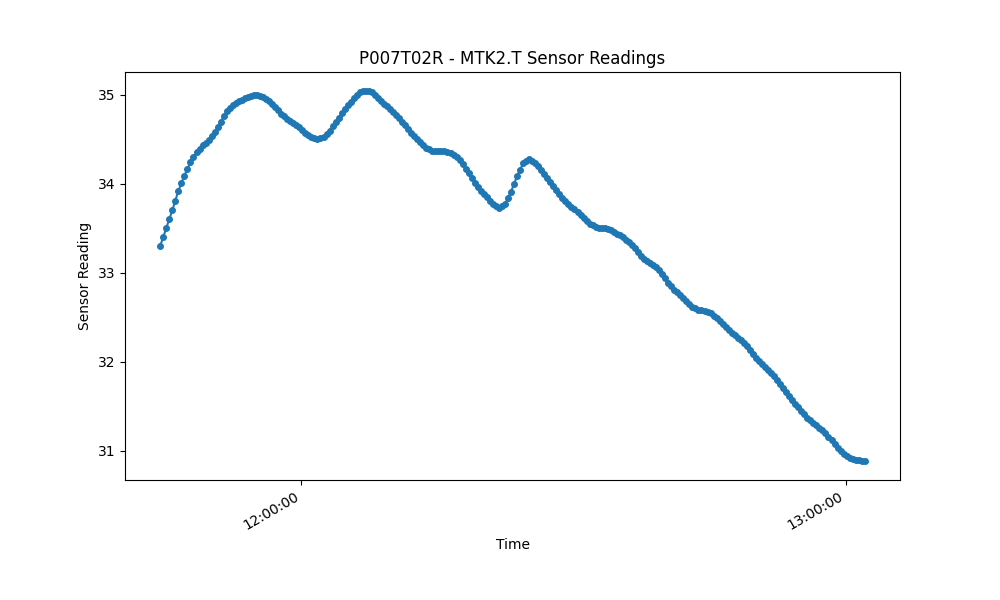 P007T02R - MTK2.T Sensor Readings
Sensor Reading
35
34
33
32
31
12:00:00
13:00:00
Time